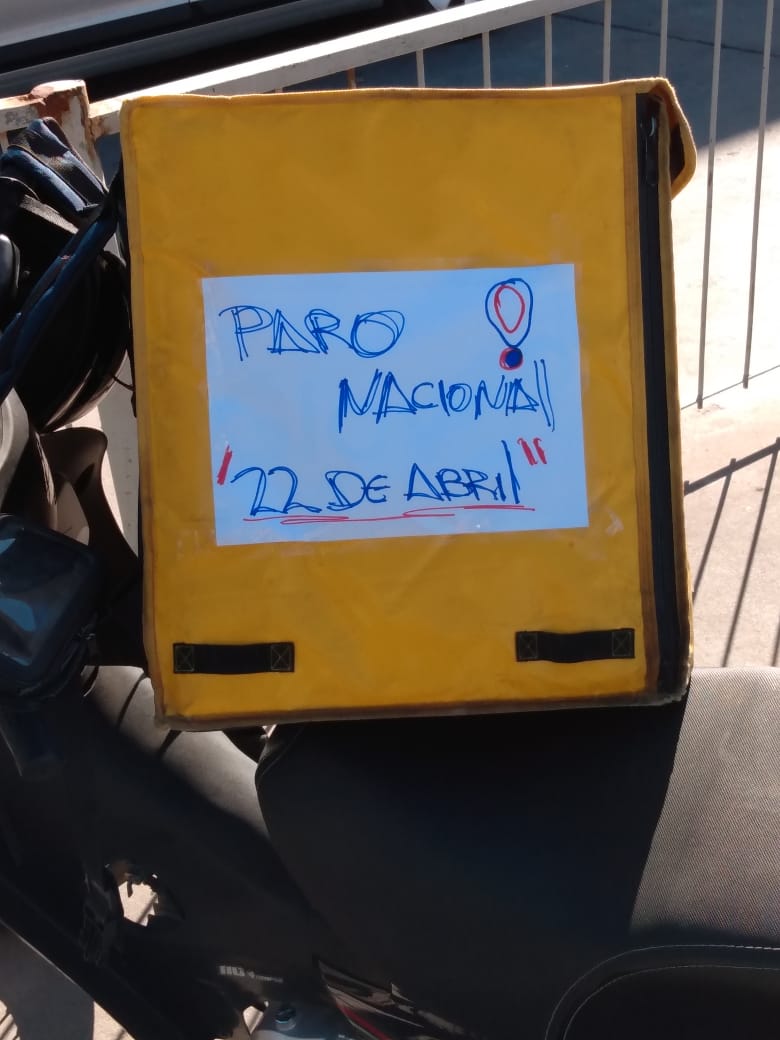 PARO !
NACIONAL
"22 DE ABRIL"